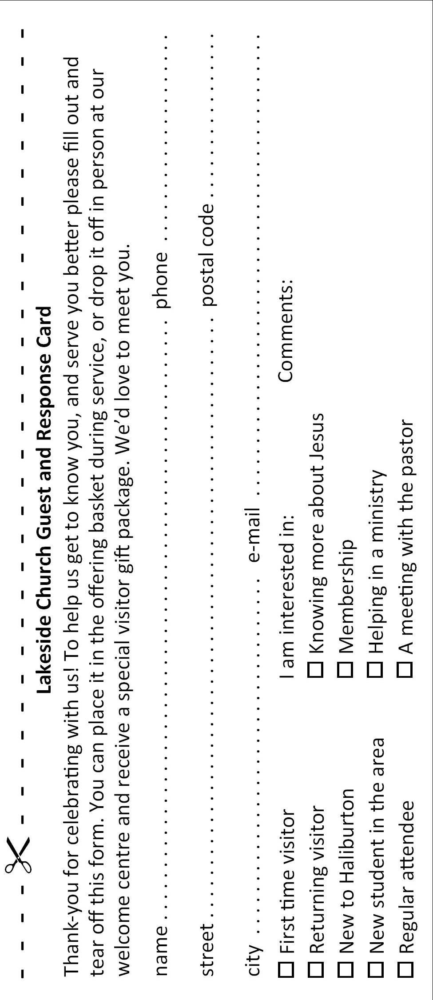 Lakeside Church Guest and Response Card
Thank-you for celebrating with us! To help us get to know you, and serve you better please fill out and
tear off this form. You can place it in the offering basket during service, or drop it off in person at our
welcome centre and receive a special visitor gift package. We’d love to meet you.
name phone
street postal code
city e-mail
First time visitor I am interested in: Comments:
Returning visitor Knowing more about Jesus
New to Haliburton Membership
New student in the area Helping in a ministry
Regular attendee A meeting with the pastor